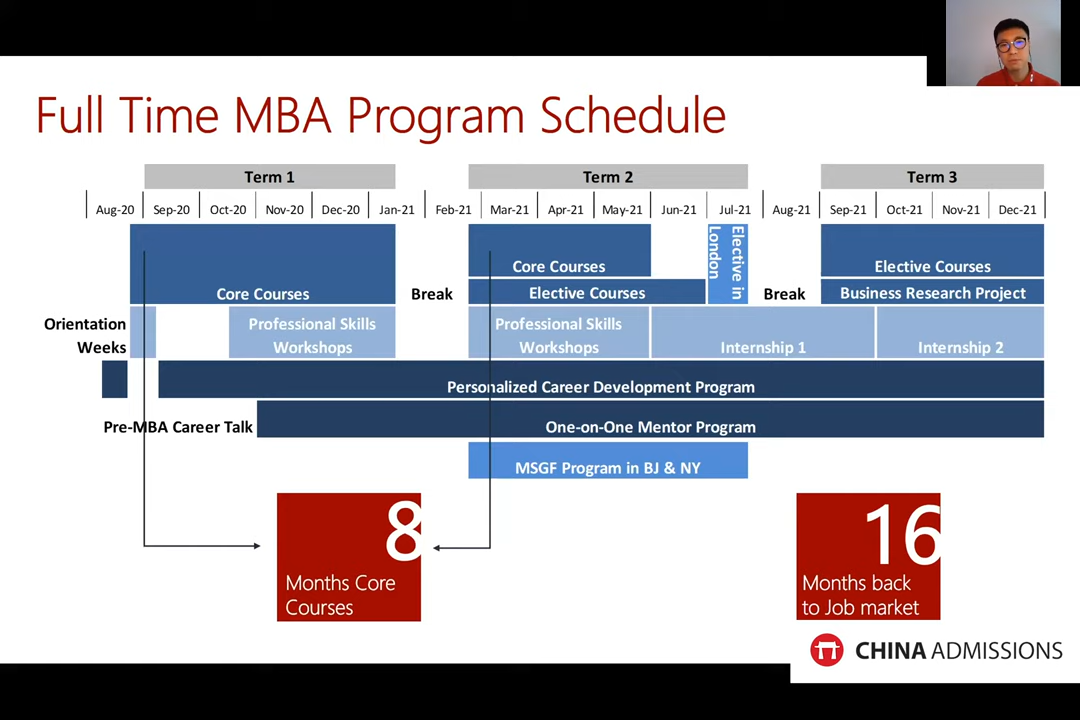 Full Time MBA Program Schedule
Term 1
Term 2
Term 3
Aug-20 Sep-20 Oct-20 Nov-20 Dec-20 Jan-21 Feb-21 Mar-21 Apr-21 May-21 Jun-21 Jul-21 Aug-21 Sep-21 Oct-21 Nov-21 Dec-21
Core Courses
Break
Core Courses
Elective Courses
Elective in
London
Break
Elective Courses
Business Research Project
Orientation
Weeks
Professional Skills
Workshops
Professional Skills
Workshops
Internship 1
Internship 2
Personalized Career Development Program
Pre-MBA Career Talk
One-on-One Mentor Program
MSGF Program in BJ & NY
8
Months Core
Courses
16
Months back
to Job market
CHINA ADMISSIONS